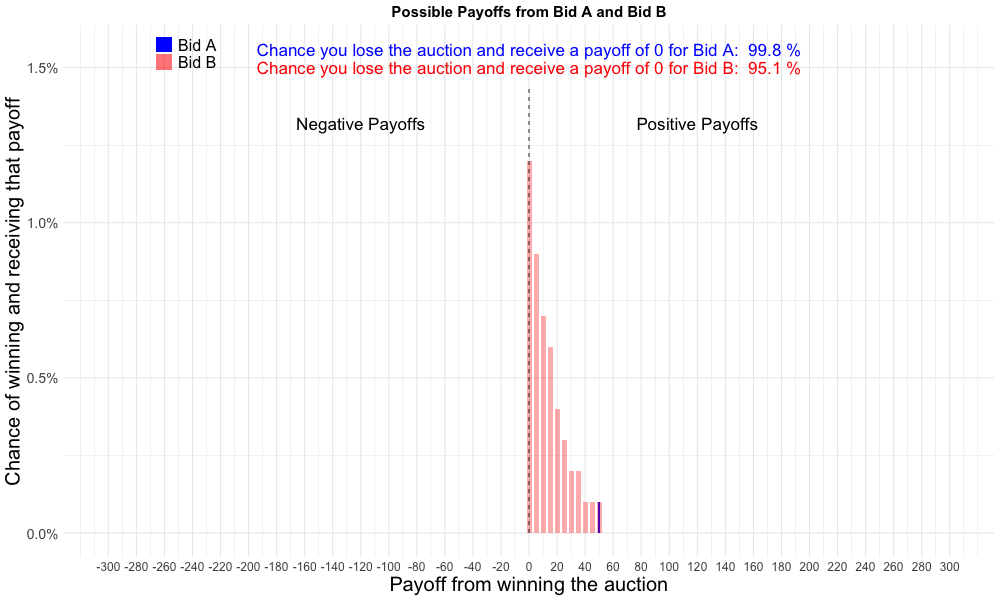 Possible Payoffs from Bid A and Bid B
Bid A
Bid B
Chance you lose the auction and receive a payoff of 0 for Bid A:  99.8 %
Chance you lose the auction and receive a payoff of 0 for Bid B:  95.1 %
Negative Payoffs
Positive Payoffs
Chance of winning and receiving that payoff
1.5%
1.0%
0.5%
0.0%
-300 -280 -260 -240 -220 -200 -180 -160 -140 -120 -100 -80 -60 -40 -20 0 20 40 60 80 100 120 140 160 180 200 220 240 260 280 300
Payoff from winning the auction